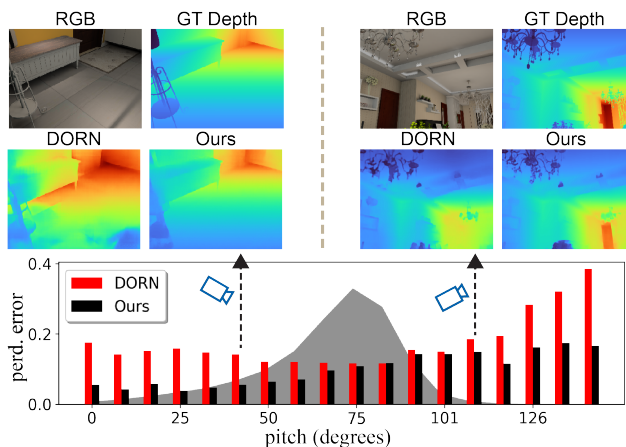 RGB GT Depth RGB GT Depth
DORN Ours DORN Ours
0.4
DORN
Ours
0.2
0.0
perd. error
0 25 50 75 101 126
pitch (degrees)